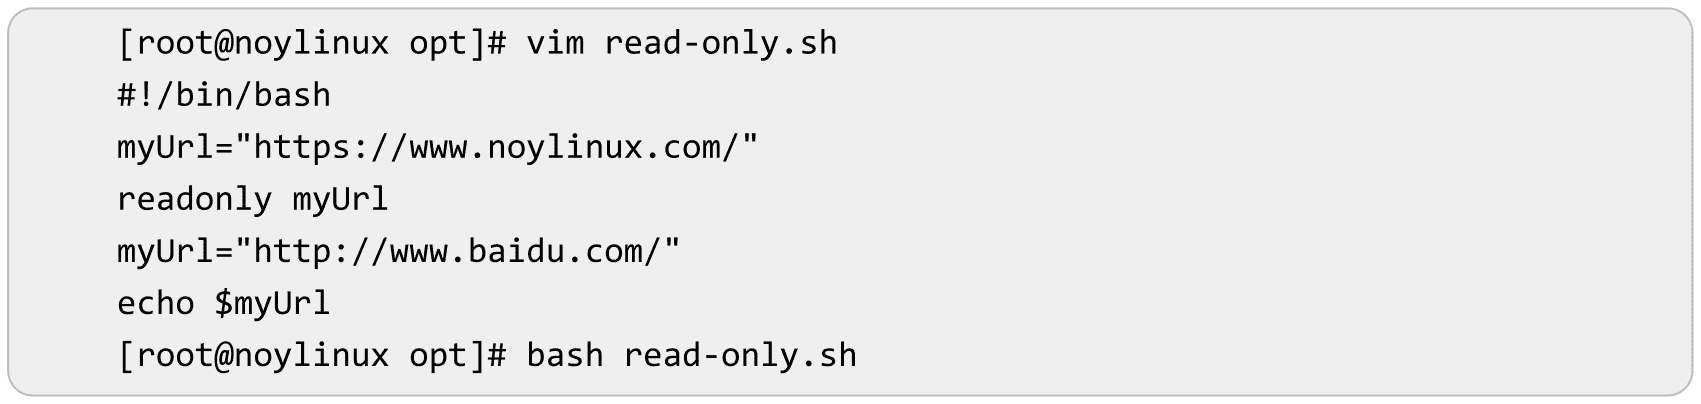 [root@noylinux opt]# vim read-only.sh
#!/bin/bash
myUrl="https://www.noylinux.com/"
readonly myUrl
myUrl="http://www.baidu.com/"
echo $myUrl
[root@noylinux opt]# bash read-only.sh